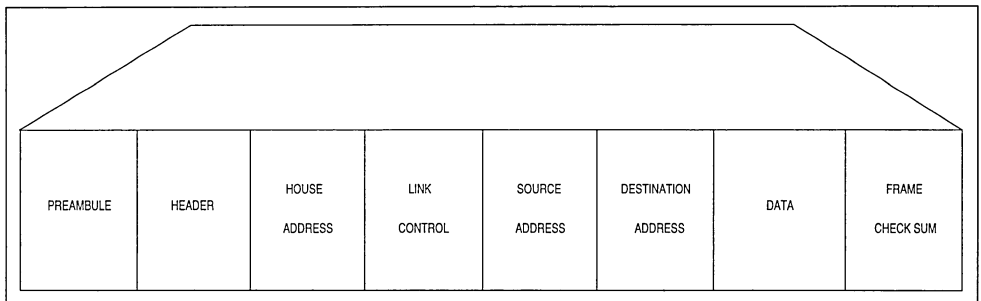 PREAMBULE
HEADER
HOUSE
ADDRESS
LINK
CONTROL
SOURCE
ADDRESS
DESTINATION
ADDRESS
DATA
FRAME
CHECK SUM